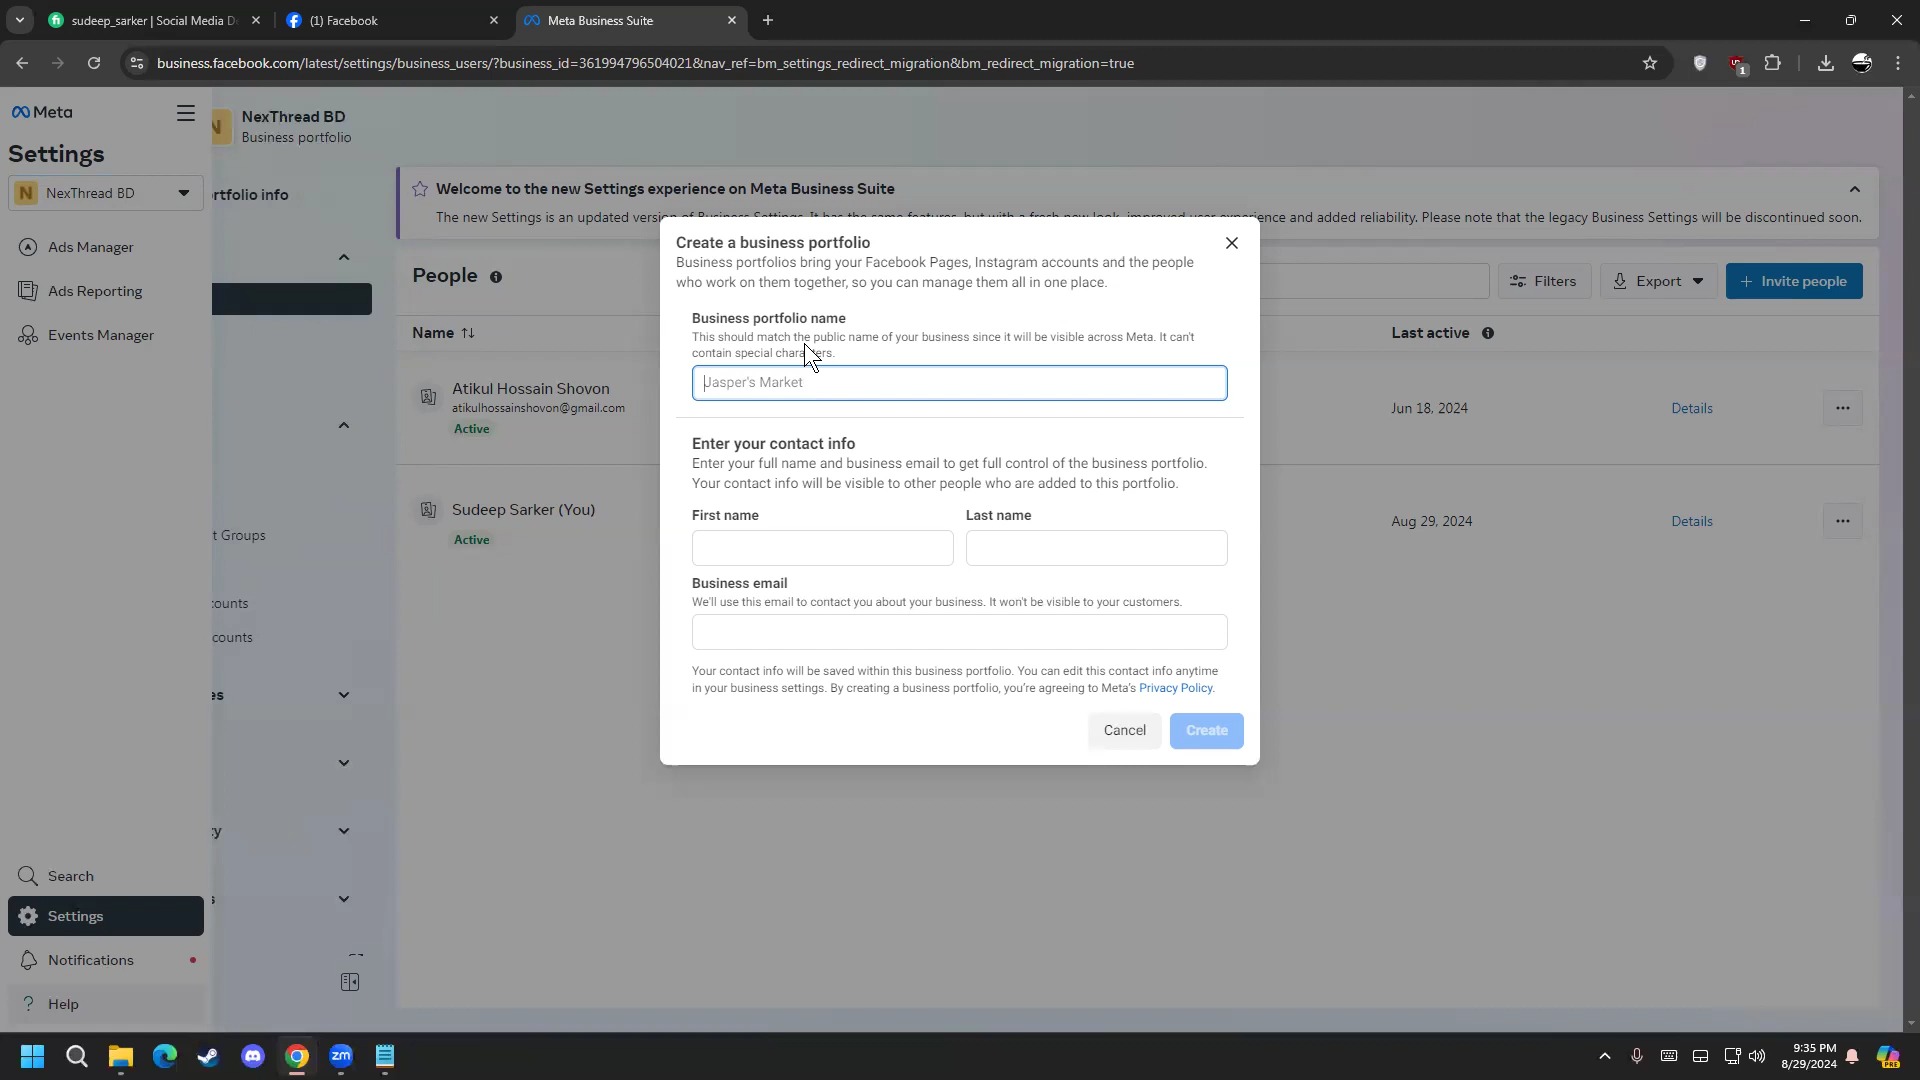 sudeep_sarker | Social Media D
(1) Facebook
Meta Business Suite
business.facebook.com/latest/settings/business_users/?business_id=361994796504021&nav_ref=bm_settings_redirect_migration&bm_redirect_migration=true
1
Meta
Settings
N NexThread BD
Ads Manager
Ads Reporting
Events Manager
Search
Settings
Notifications
Help
NexThread BD
Business portfolio
rtfolio info
t Groups
counts
counts
es
Welcome to the new Settings experience on Meta Business Suite
The new Settings is an updated version of Business Settings. It has the same features, but with a fresh new look, improved user experience and added reliability. Please note that the legacy Business Settings will be discontinued soon.
People
Filters
Export
+ Invite people
Name
Last active
Atikul Hossain Shovon
atikulhossainshovon@gmail.com
Active
Jun 18, 2024
Details
Sudeep Sarker (You)
Active
Aug 29, 2024
Details
Create a business portfolio
Business portfolios bring your Facebook Pages, Instagram accounts and the people
who work on them together, so you can manage them all in one place.
Business portfolio name
This should match the public name of your business since it will be visible across Meta. It can't
contain special characters.
Jasper's Market
Enter your contact info
Enter your full name and business email to get full control of the business portfolio.
Your contact info will be visible to other people who are added to this portfolio.
First name
Last name
Business email
We'll use this email to contact you about your business. It won't be visible to your customers.
Your contact info will be saved within this business portfolio. You can edit this contact info anytime
in your business settings. By creating a business portfolio, you're agreeing to Meta's Privacy Policy.
Cancel
Create
zm
9:35 PM
8/29/2024
PRE